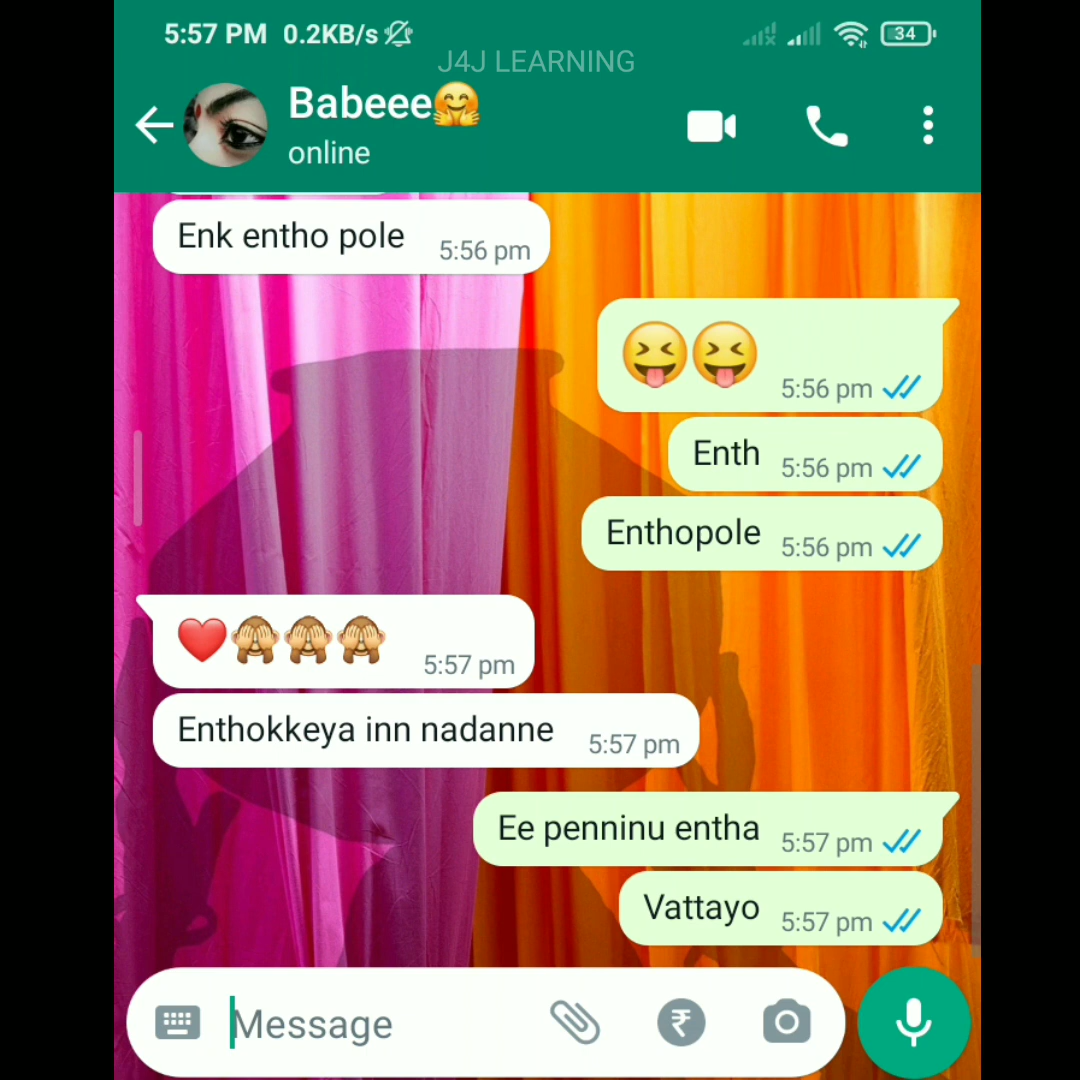 5:57 PM 0.2KB/s 34
J4J LEARNING
Babeee🤗
online
Enk entho pole 5:56 pm
😝😝 5:56 pm
Enth 5:56 pm
Enthopole 5:56 pm
❤️🙈🙈🙈 5:57 pm
Enthokkeya inn nadanne 5:57 pm
Ee penninu entha 5:57 pm
Vattayo 5:57 pm
Message